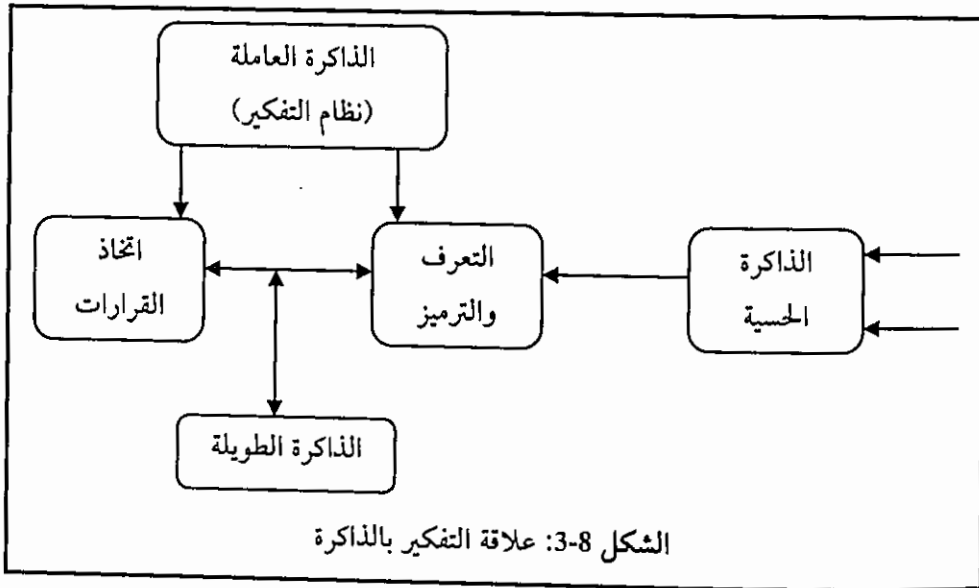 الذاكرة العاملة
(نظام التفكير)
الذاكرة
الحسية
التعرف
والترميز
اتخاذ
القرارات
الذاكرة الطويلة
الشكل 8-3: علاقة التفكير بالذاكرة